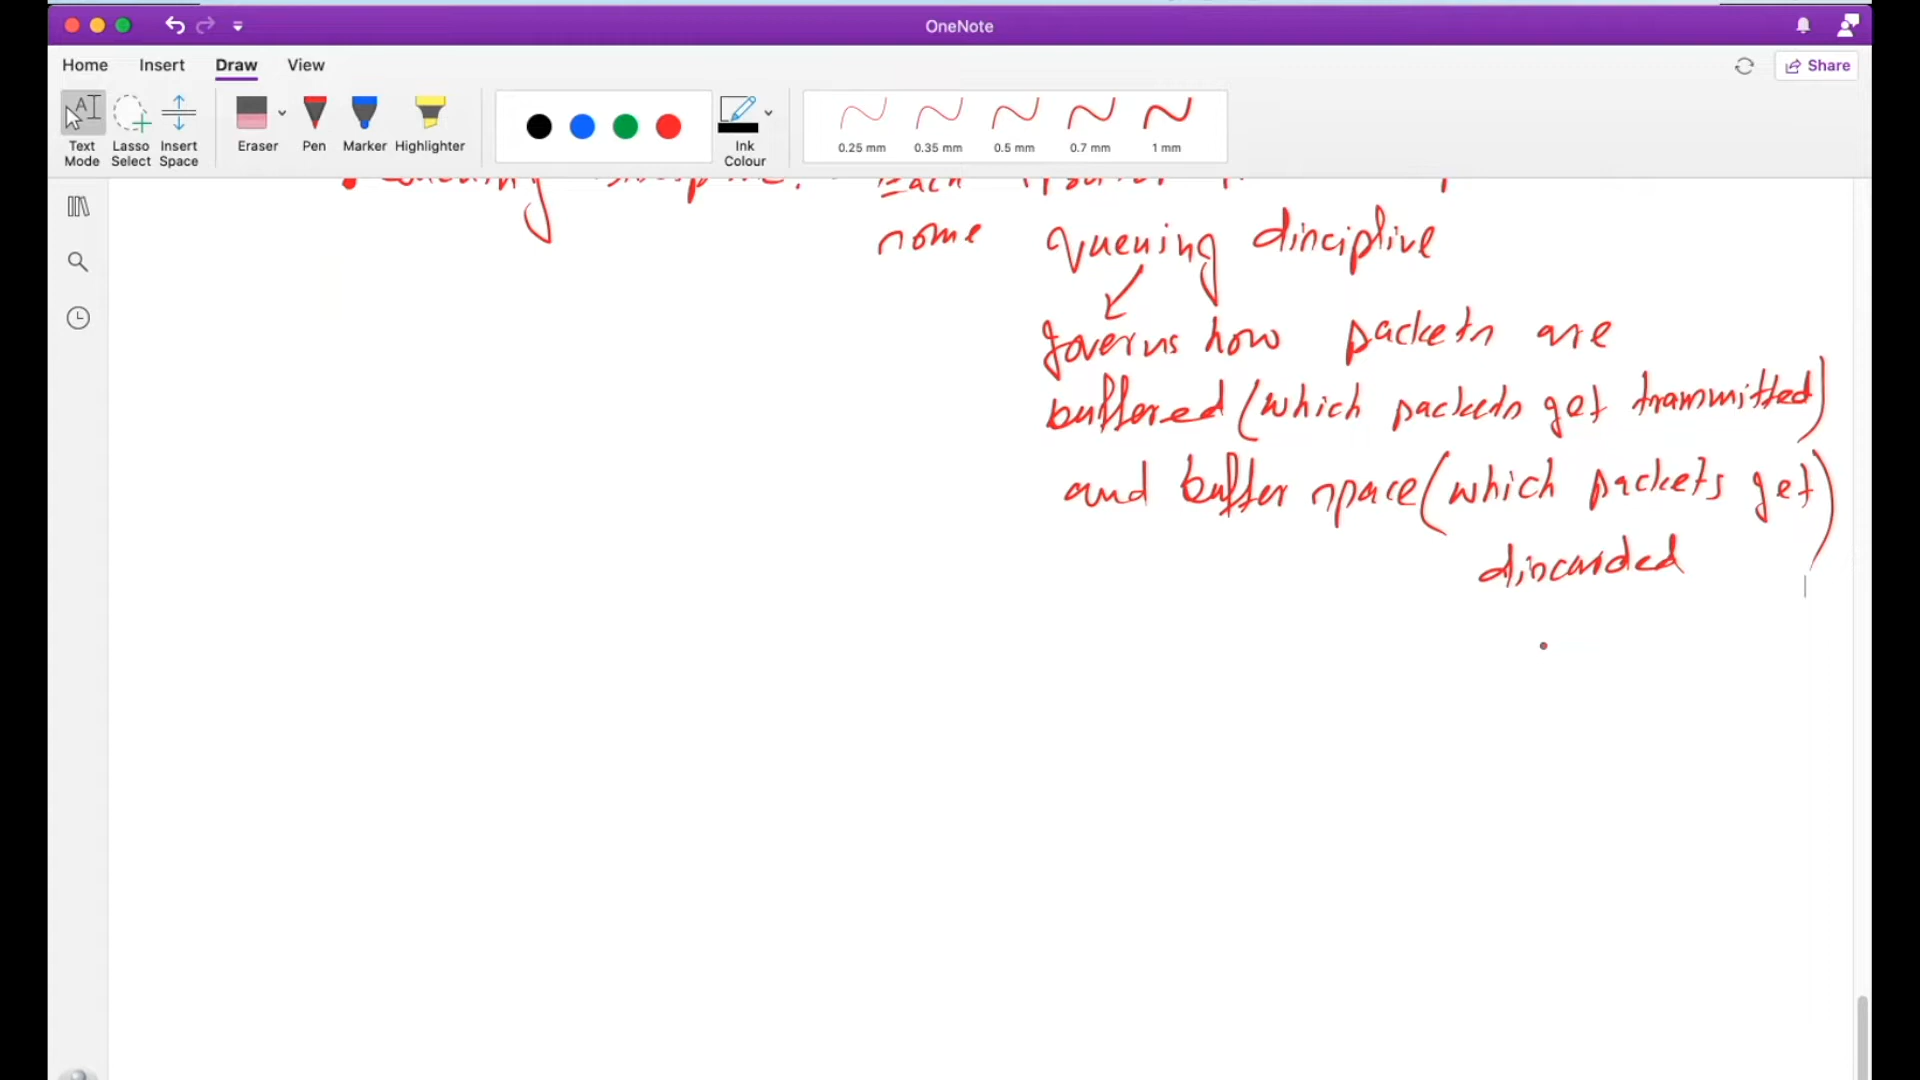 OneNote
Home Insert Draw View Share
Text Mode
Lasso Select
Insert Space
Eraser Pen Marker Highlighter
Ink Colour
0.25 mm 0.35 mm 0.5 mm 0.7 mm 1 mm
Each
some queuing discipline
governs how packets are
buffered (which packets get transmitted)
and buffer space (which packets get)
discarded